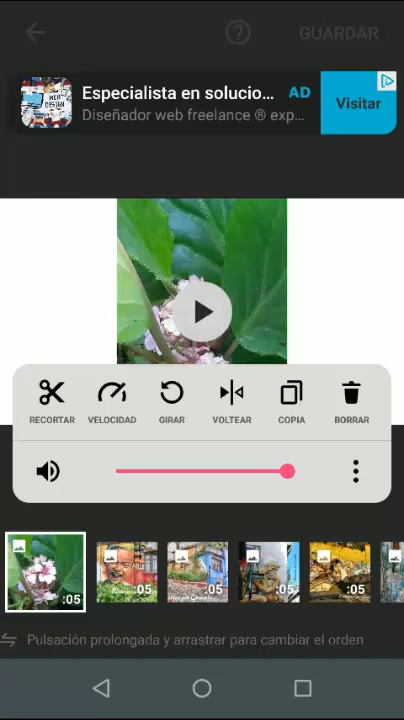 GUARDAR
Especialista en solucio... AD
Diseñador web freelance ® exp...
Visitar
RECORTAR VELOCIDAD GIRAR VOLTEAR COPIA BORRAR
:05 :05 :05 :05 :05
Pulsación prolongada y arrastrar para cambiar el orden